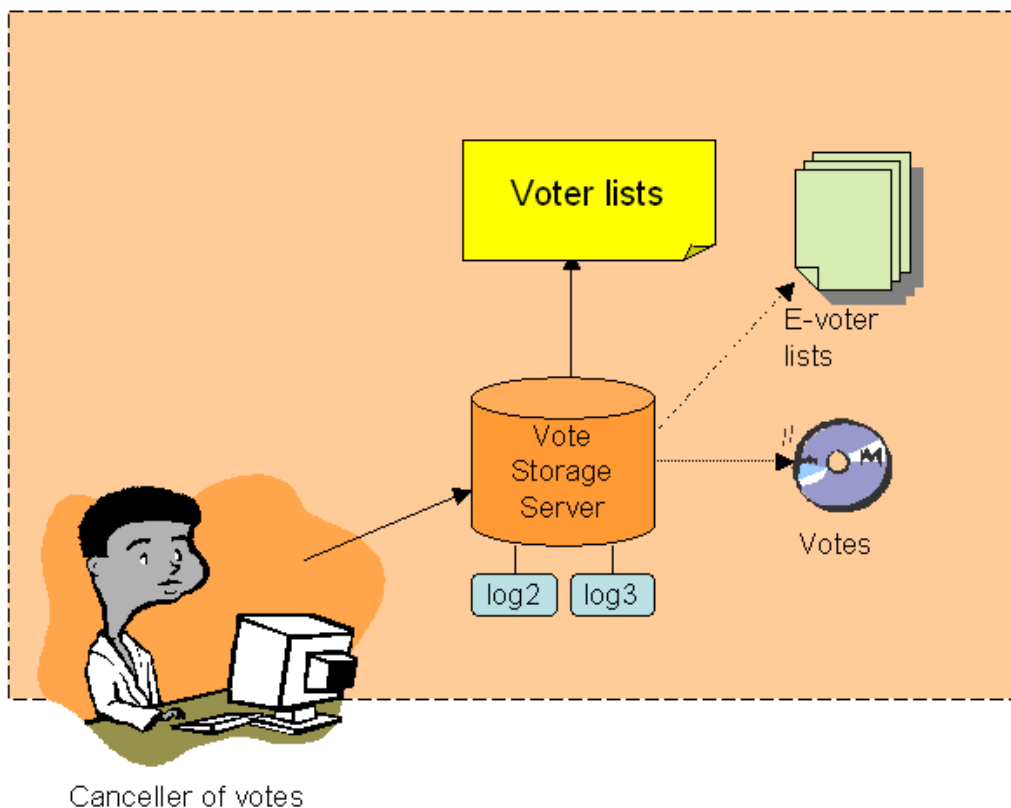 Voter lists
E-voter
lists
Vote
Storage
Server
Votes
log2
log3
Canceller of votes